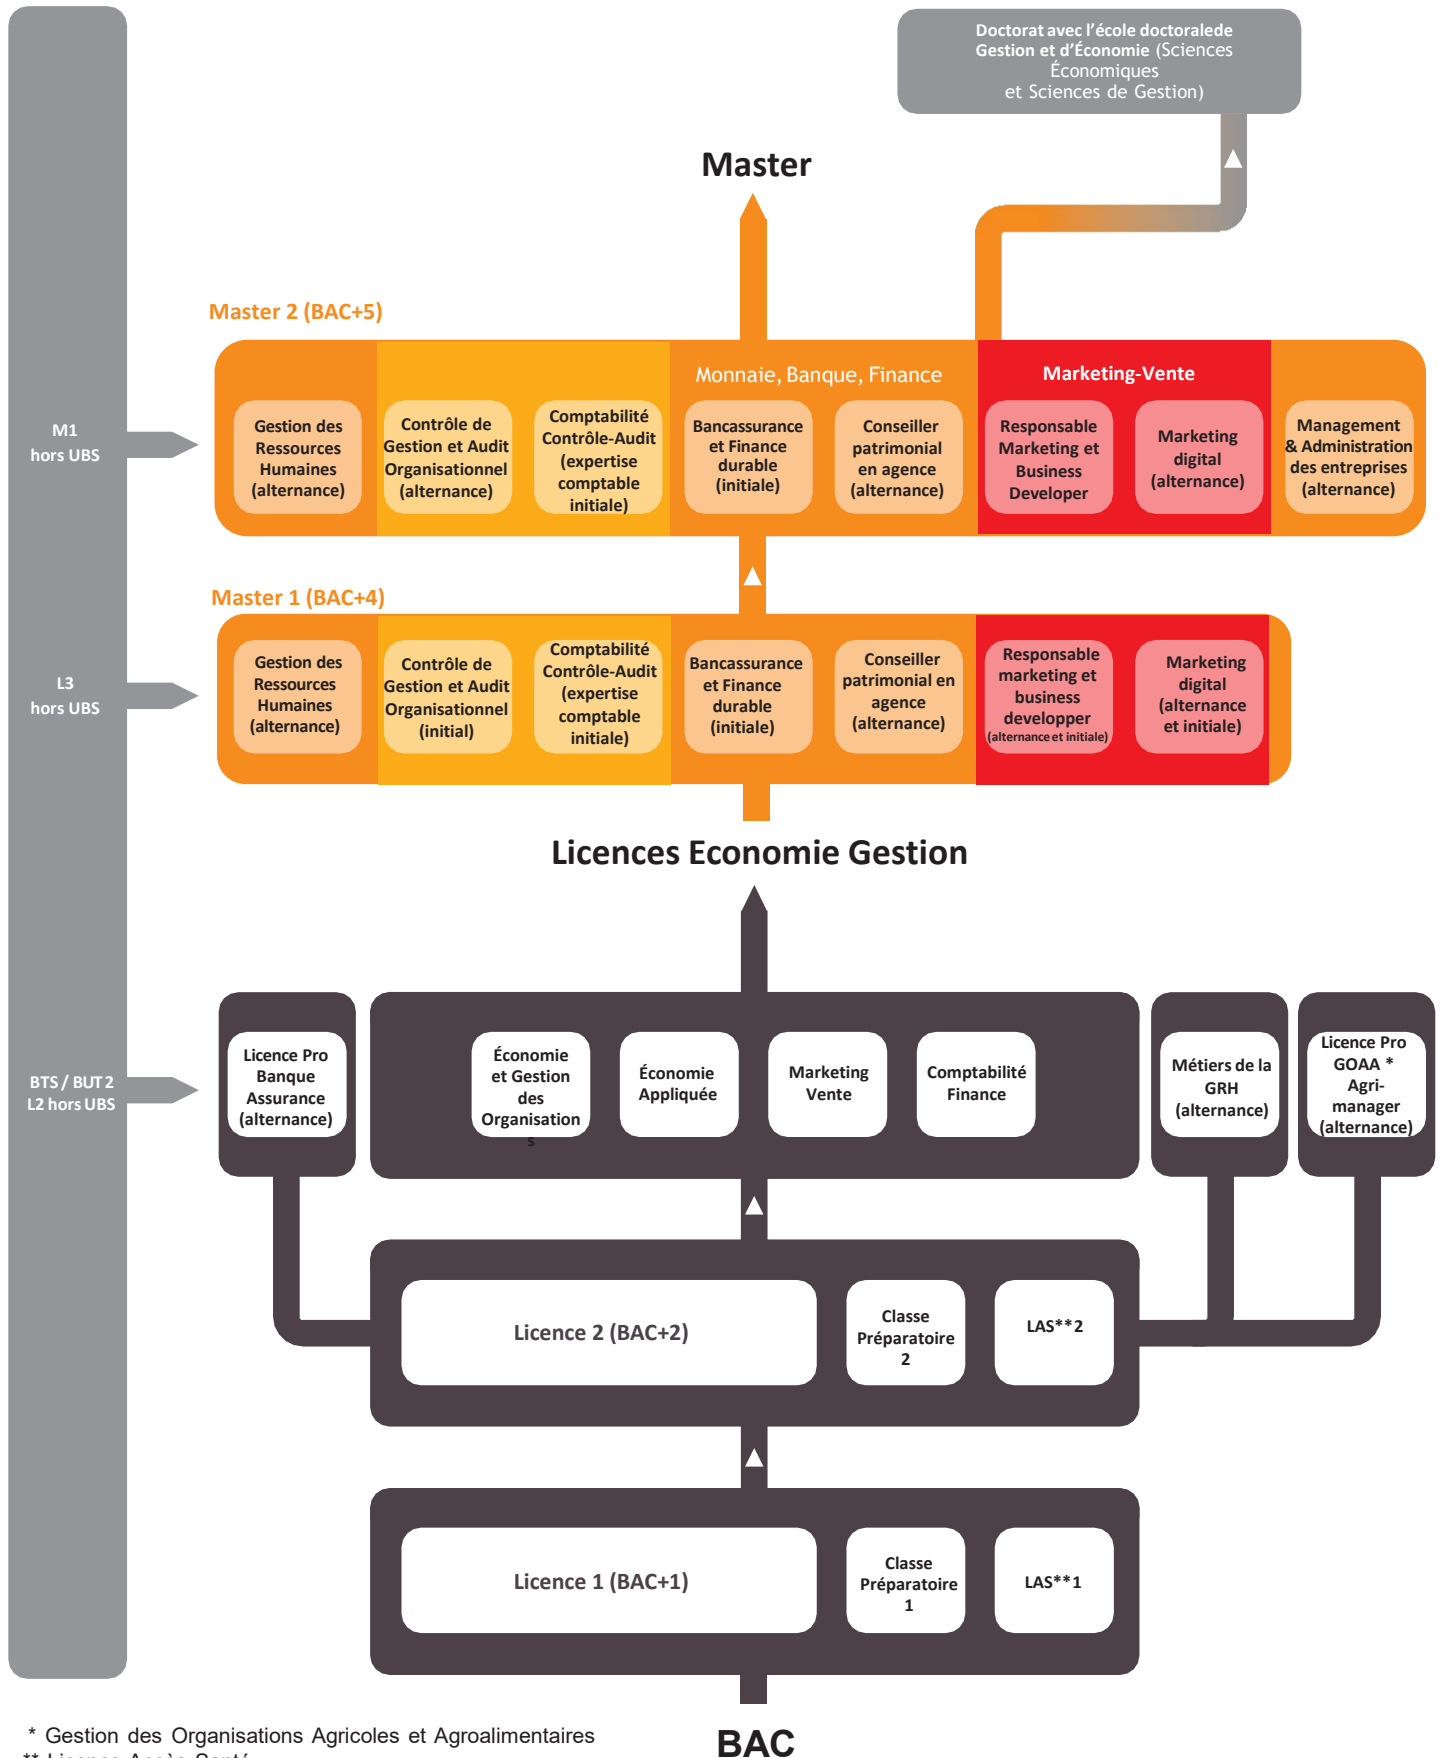 Doctorat avec l'école doctoralede
Gestion et d'Économie (Sciences
Économiques
et Sciences de Gestion)
Master
Master 2 (BAC+5)
Monnaie, Banque, Finance
Marketing-Vente
M1
hors UBS
Gestion des
Ressources
Humaines
(alternance)
Contrôle de
Gestion et Audit
Organisationnel
(alternance)
Comptabilité
Contrôle-Audit
(expertise
comptable
initiale)
Bancassurance
et Finance
durable
(initiale)
Conseiller
patrimonial
en agence
(alternance)
Responsable
Marketing et
Business
Developer
Marketing
digital
(alternance)
Management
& Administration
des entreprises
(alternance)
Master 1 (BAC+4)
L3
hors UBS
Gestion des
Ressources
Humaines
(alternance)
Contrôle de
Gestion et Audit
Organisationnel
(initial)
Comptabilité
Contrôle-Audit
(expertise
comptable
initiale)
Bancassurance
et Finance
durable
(initiale)
Conseiller
patrimonial en
agence
(alternance)
Responsable
marketing et
business
developper
(alternance et initiale)
Marketing
digital
(alternance
et initiale)
Licences Economie Gestion
BTS / BUT 2
L2 hors UBS
Licence Pro
Banque
Assurance
(alternance)
Économie
et Gestion
des
Organisation
s
Économie
Appliquée
Marketing
Vente
Comptabilité
Finance
Métiers de la
GRH
(alternance)
Licence Pro
GOAA *
Agri-
manager
(alternance)
Licence 2 (BAC+2)
Classe
Préparatoire
2
LAS**2
Licence 1 (BAC+1)
Classe
Préparatoire
1
LAS**1
* Gestion des Organisations Agricoles et Agroalimentaires
** Licence Accès Santé
BAC